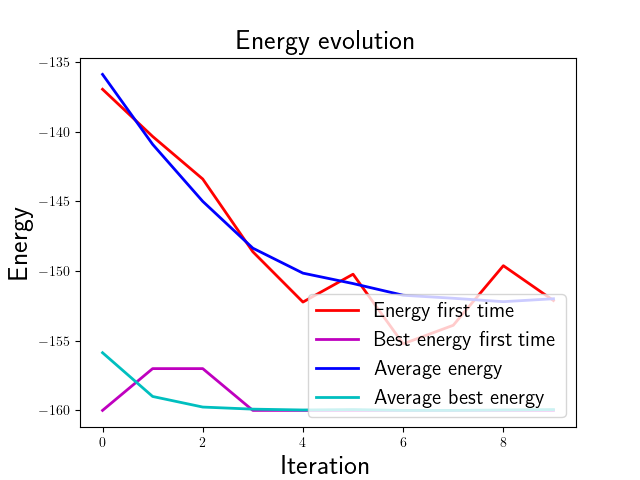 Energy evolution
Energy
−135
−140
−145
−150
−155
−160
Energy first time
Best energy first time
Average energy
Average best energy
0 2 4 6 8
Iteration